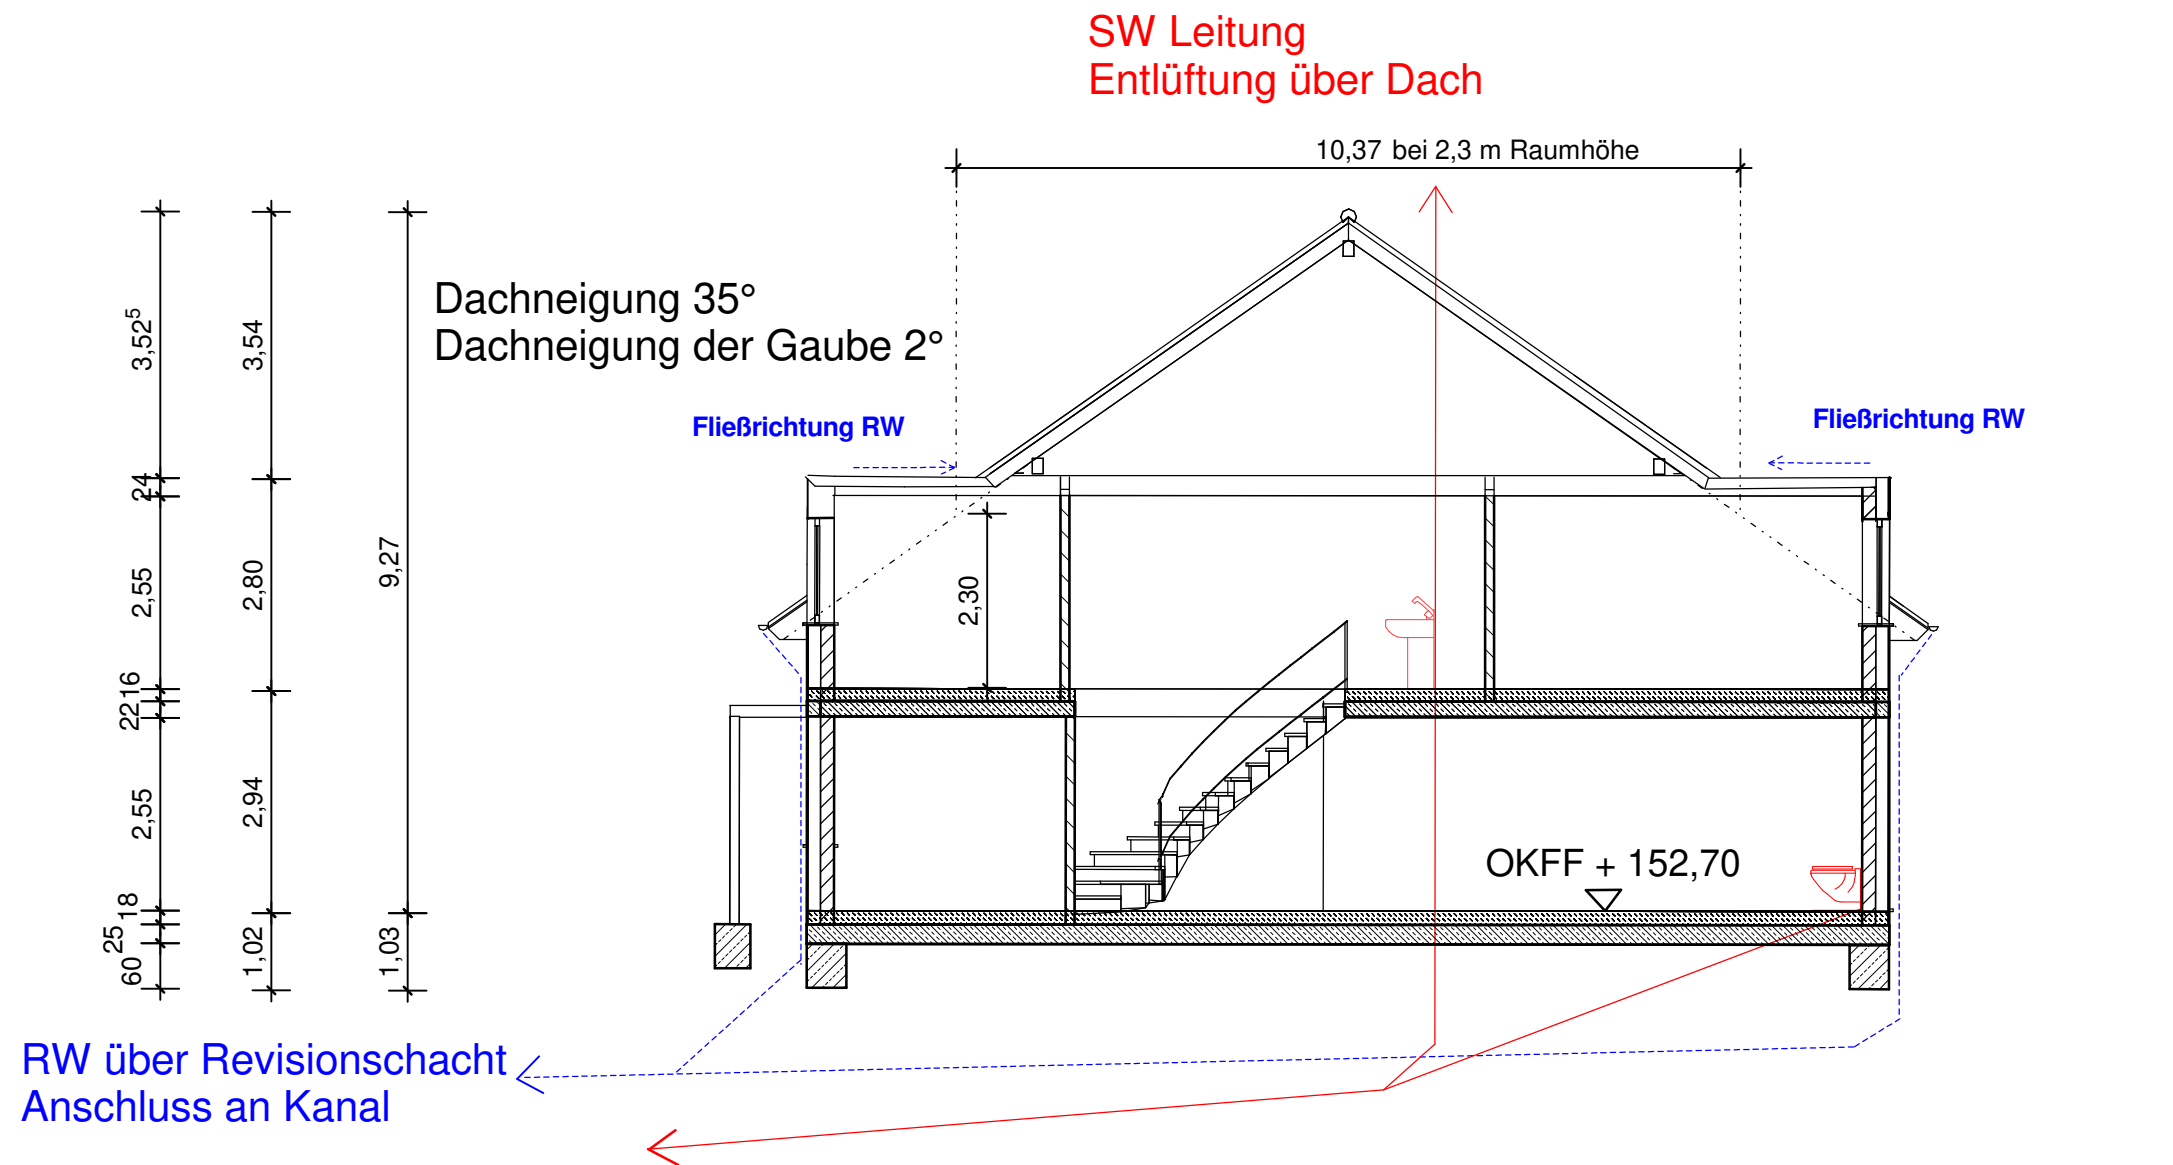 SW Leitung
Entlüftung über Dach
10,37 bei 2,3 m Raumhöhe
Dachneigung 35°
Dachneigung der Gaube 2°
Fließrichtung RW
Fließrichtung RW
3,52⁵
24
2,55
16
22
2,55
18
25
60
3,54
2,80
2,94
1,02
9,27
1,03
2,30
OKFF + 152,70
RW über Revisionschacht
Anschluss an Kanal